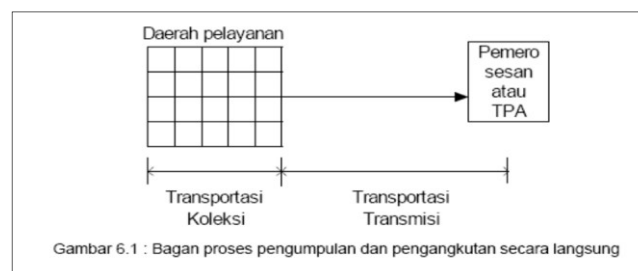 Daerah pelayanan
Pemero
sesan
atau
TPA
Transportasi
Koleksi
Transportasi
Transmisi
Gambar 6.1 : Bagan proses pengumpulan dan pengangkutan secara langsung